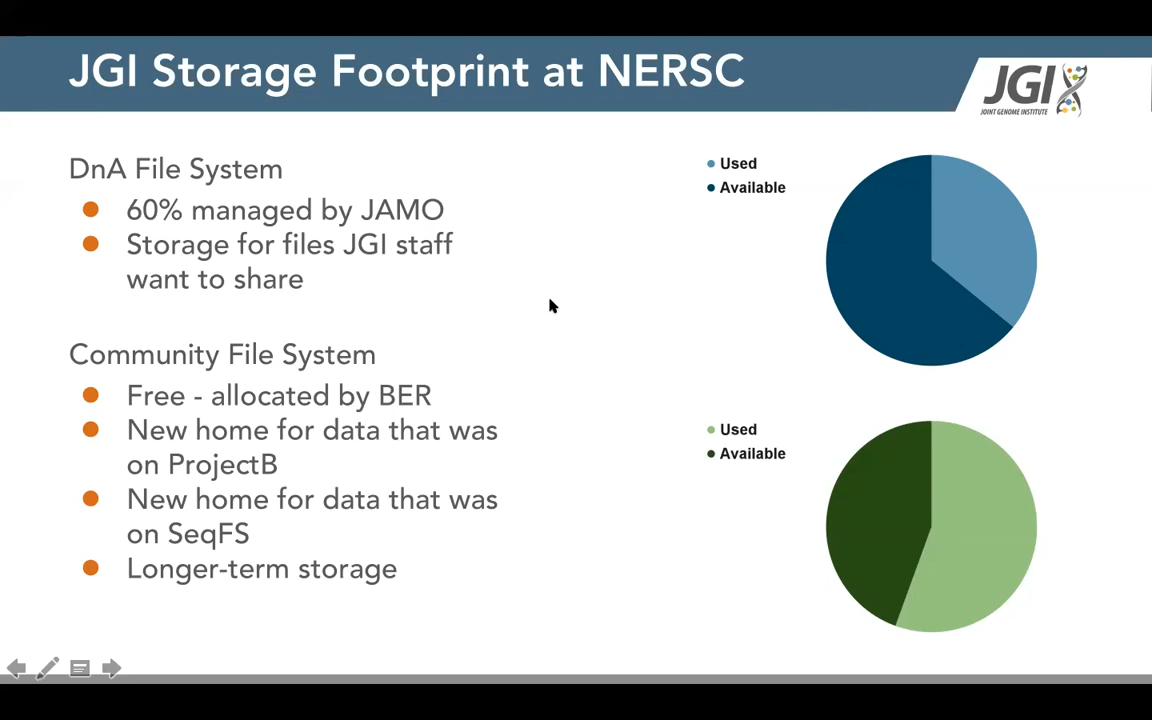 JGI Storage Footprint at NERSC
JGI
JOINT GENOME INSTITUTE
DnA File System
60% managed by JAMO
Storage for files JGI staff
want to share
Used
Available
Community File System
Free - allocated by BER
New home for data that was
on ProjectB
New home for data that was
on SeqFS
Longer-term storage
Used
Available